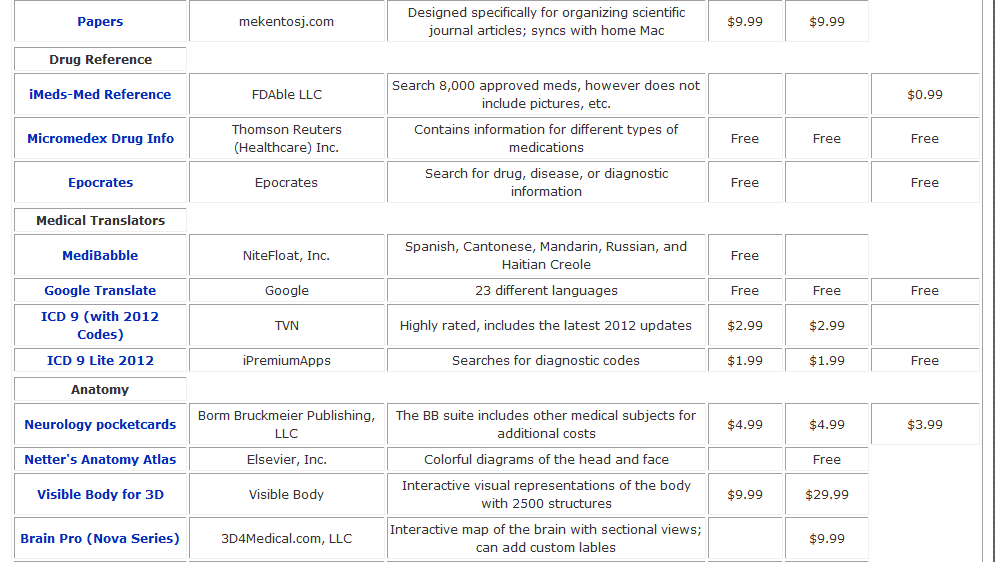 Papers mekentosj.com Designed specifically for organizing scientific journal articles; syncs with home Mac $9.99 $9.99
Drug Reference
iMeds-Med Reference FDAble LLC Search 8,000 approved meds, however does not include pictures, etc. $0.99
Micromedex Drug Info Thomson Reuters (Healthcare) Inc. Contains information for different types of medications Free Free Free
Epocrates Epocrates Search for drug, disease, or diagnostic information Free Free
Medical Translators
MediBabble NiteFloat, Inc. Spanish, Cantonese, Mandarin, Russian, and Haitian Creole Free
Google Translate Google 23 different languages Free Free Free
ICD 9 (with 2012 Codes) TVN Highly rated, includes the latest 2012 updates $2.99 $2.99
ICD 9 Lite 2012 iPremiumApps Searches for diagnostic codes $1.99 $1.99 Free
Anatomy
Neurology pocketcards Borm Bruckmeier Publishing, LLC The BB suite includes other medical subjects for additional costs $4.99 $4.99 $3.99
Netter's Anatomy Atlas Elsevier, Inc. Colorful diagrams of the head and face Free
Visible Body for 3D Visible Body Interactive visual representations of the body with 2500 structures $9.99 $29.99
Brain Pro (Nova Series) 3D4Medical.com, LLC Interactive map of the brain with sectional views; can add custom lables $9.99